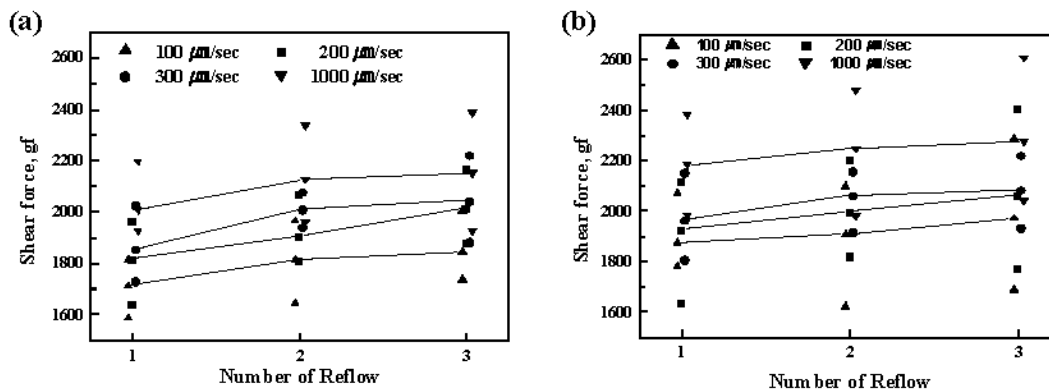 (a)
2600
2400
2200
2000
1800
1600
Shear force, gf
100 µm/sec 200 µm/sec
300 µm/sec 1000 µm/sec
1 2 3
Number of Reflow
(b)
2600
2400
2200
2000
1800
1600
Shear force, gf
100 µm/sec 200 µm/sec
300 µm/sec 1000 µm/sec
1 2 3
Number of Reflow